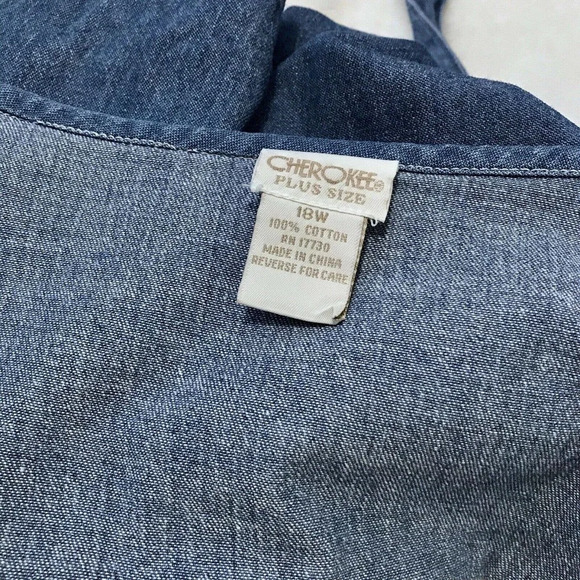 CHEROKEE®
PLUS SIZE
18W
100% COTTON
RN 17730
MADE IN CHINA
REVERSE FOR CARE